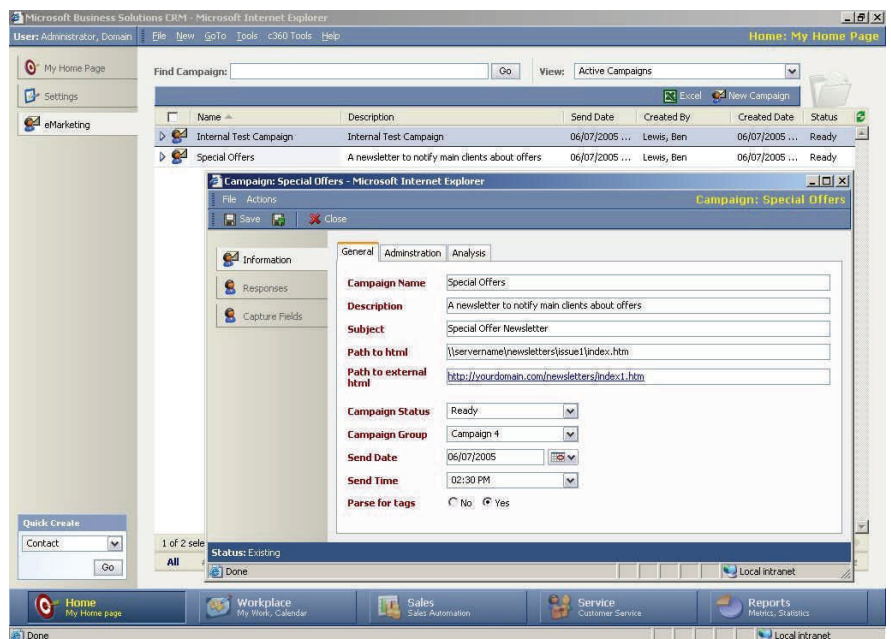 Microsoft Business Solutions CRM - Microsoft Internet Explorer
User: Administrator, Domain File New GoTo Tools c360 Tools Help Home: My Home Page
My Home Page
Settings
eMarketing
Find Campaign: Go View: Active Campaigns
Excel New Campaign
Name Description Send Date Created By Created Date Status
Internal Test Campaign Internal Test Campaign 06/07/2005 ... Lewis, Ben 06/07/2005 ... Ready
Special Offers A newsletter to notify main clients about offers 06/07/2005 ... Lewis, Ben 06/07/2005 ... Ready
Campaign: Special Offers - Microsoft Internet Explorer
File Actions Campaign: Special Offers
Save Close
Information
Responses
Capture Fields
General Adminstration Analysis
Campaign Name Special Offers
Description A newsletter to notify main clients about offers
Subject Special Offer Newsletter
Path to html \\servername\newsletters\issue1\index.htm
Path to external html http://yourdomain.com/newsletters/index1.htm
Campaign Status Ready
Campaign Group Campaign 4
Send Date 06/07/2005
Send Time 02:30 PM
Parse for tags No Yes
Status: Existing
Done Local intranet
Quick Create
Contact
Go
1 of 2 sele
All
Home
My Home page
Workplace
My Work, Calendar
Sales
Sales Automation
Service
Customer Service
Reports
Metrics, Statistics
Done Local intranet